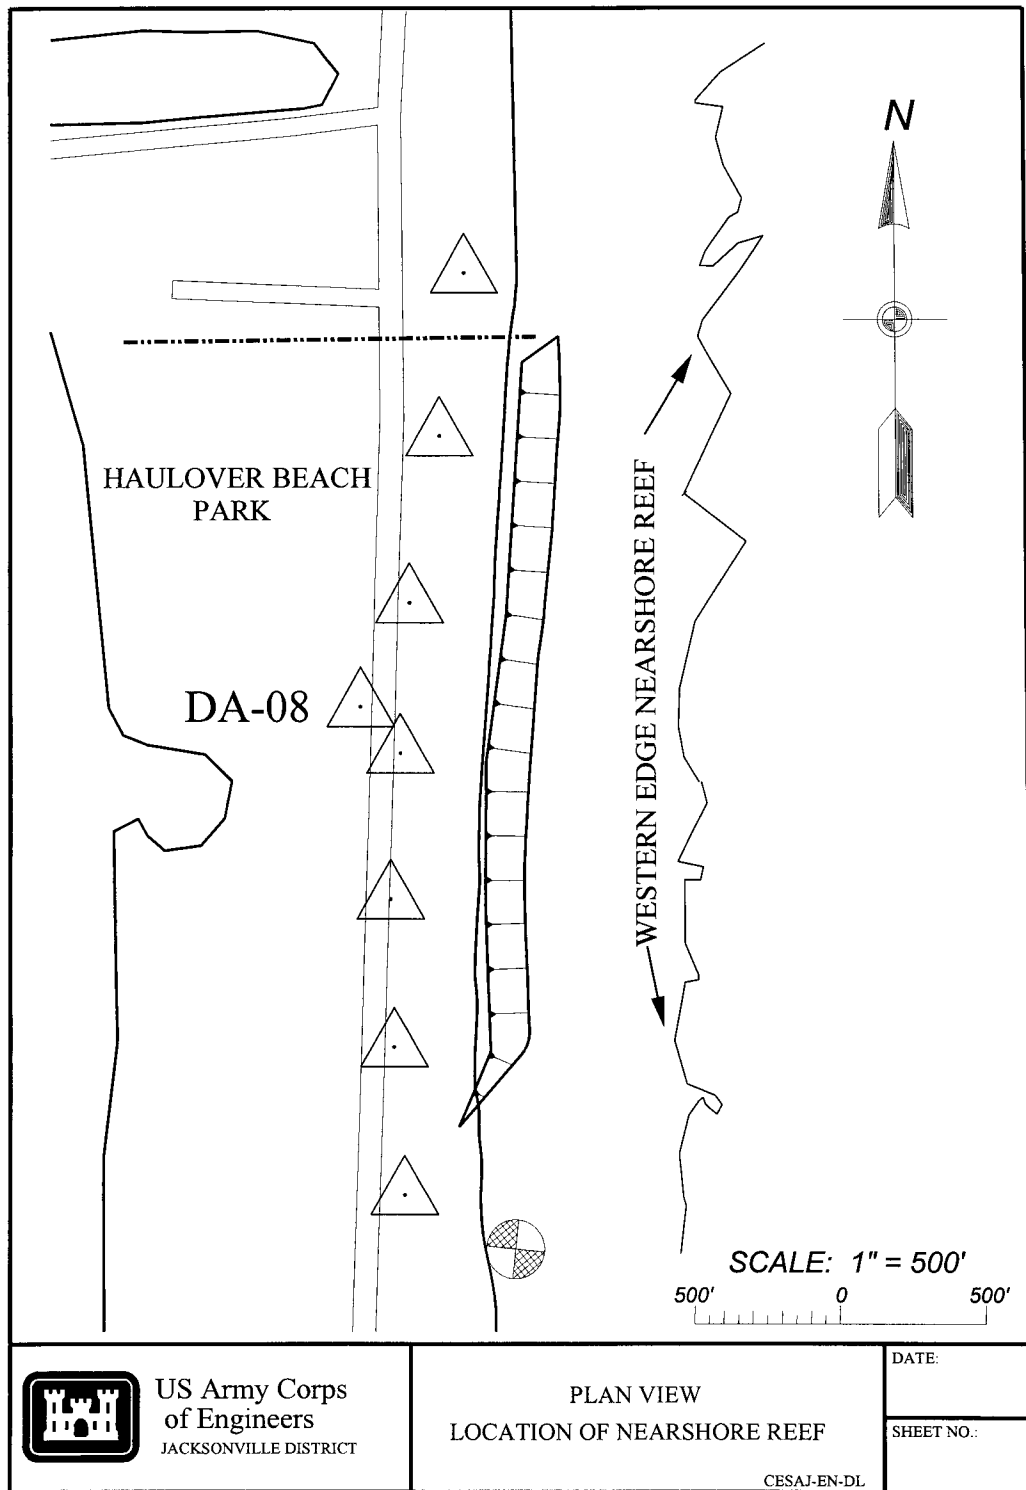 N
HAULOVER BEACH
PARK
DA-08
WESTERN EDGE NEARSHORE REEF
SCALE: 1" = 500'
500' 0 500'
US Army Corps
of Engineers
JACKSONVILLE DISTRICT
PLAN VIEW
LOCATION OF NEARSHORE REEF
CESAJ-EN-DL
DATE:
SHEET NO.: